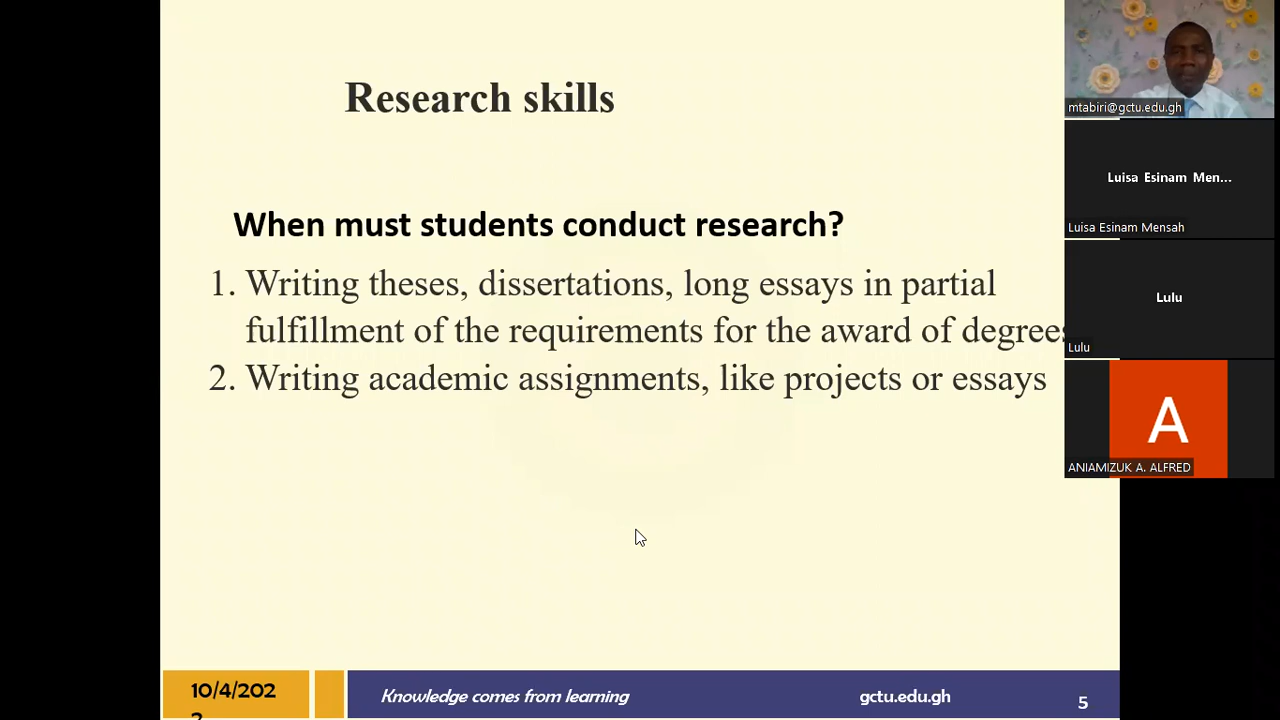 Research skills
When must students conduct research?
1. Writing theses, dissertations, long essays in partial
fulfillment of the requirements for the award of degrees
2. Writing academic assignments, like projects or essays
10/4/202
Knowledge comes from learning
gctu.edu.gh
5
mtabiri@gctu.edu.gh
Luisa Esinam Men...
Luisa Esinam Mensah
Lulu
Lulu
A
ANIAMIZUK A. ALFRED